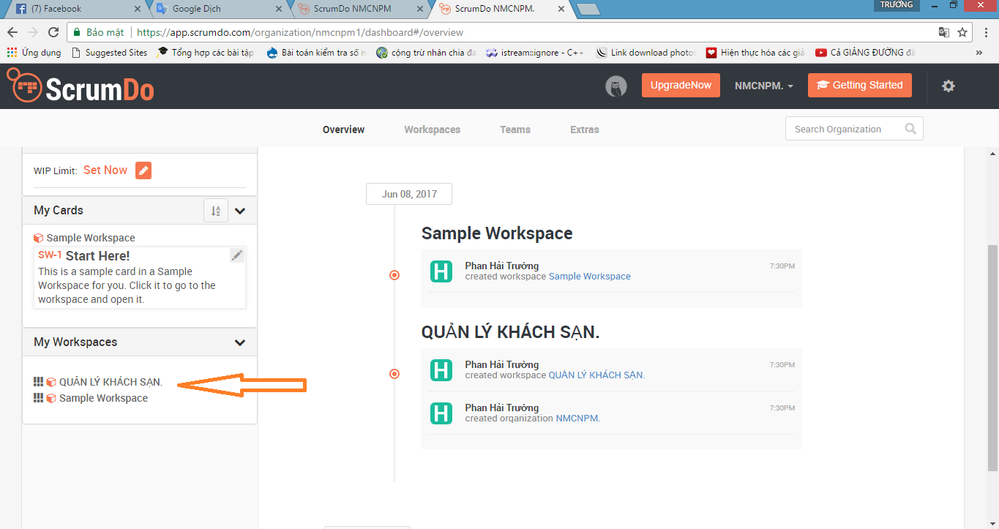 TRƯỜNG
(7) Facebook
Google Dịch
ScrumDo NMCNPM
ScrumDo NMCNPM.
Bảo mật
https://app.scrumdo.com/organization/nmcnpm1/dashboard#/overview
Ứng dụng
Suggested Sites
Tổng hợp các bài tập
Bài toán kiểm tra số n
cộng trừ nhân chia đa
istream::ignore - C++
Link download photos
Hiện thực hóa các giả
Cả GIẢNG ĐƯỜNG đã
ScrumDo
UpgradeNow
NMCNPM.
Getting Started
Overview
Workspaces
Teams
Extras
Search Organization
WIP Limit: Set Now
My Cards
Sample Workspace
SW-1 Start Here!
This is a sample card in a Sample
Workspace for you. Click it to go to the
workspace and open it.
My Workspaces
QUẢN LÝ KHÁCH SẠN.
Sample Workspace
Jun 08, 2017
Sample Workspace
Phan Hải Trường
7:30PM
created workspace Sample Workspace
QUẢN LÝ KHÁCH SẠN.
Phan Hải Trường
7:30PM
created workspace QUẢN LÝ KHÁCH SẠN.
Phan Hải Trường
7:30PM
created organization NMCNPM.